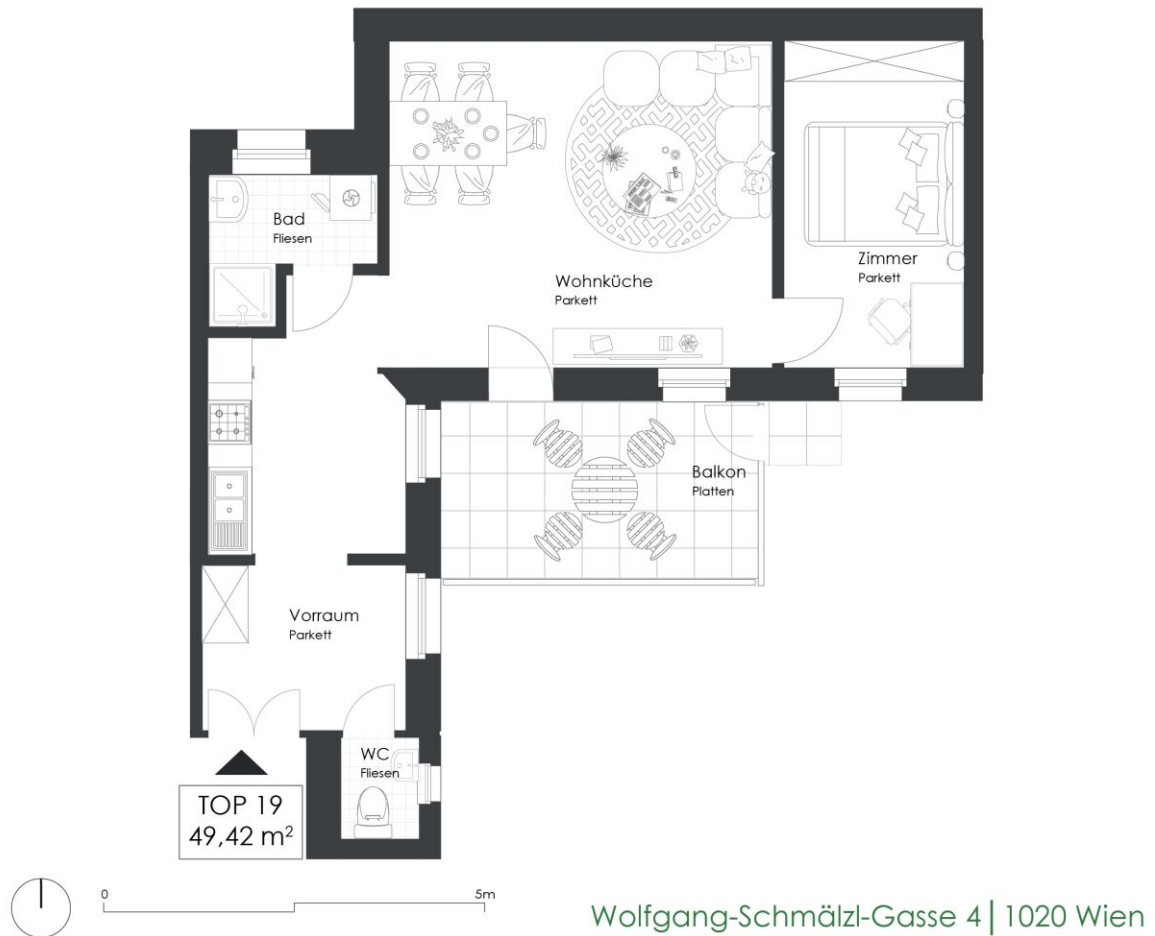 Bad
Fliesen
Wohnküche
Parkett
Zimmer
Parkett
Balkon
Platten
Vorraum
Parkett
WC
Fliesen
TOP 19
49,42 m²
0
5m
Wolfgang-Schmälzl-Gasse 4 | 1020 Wien